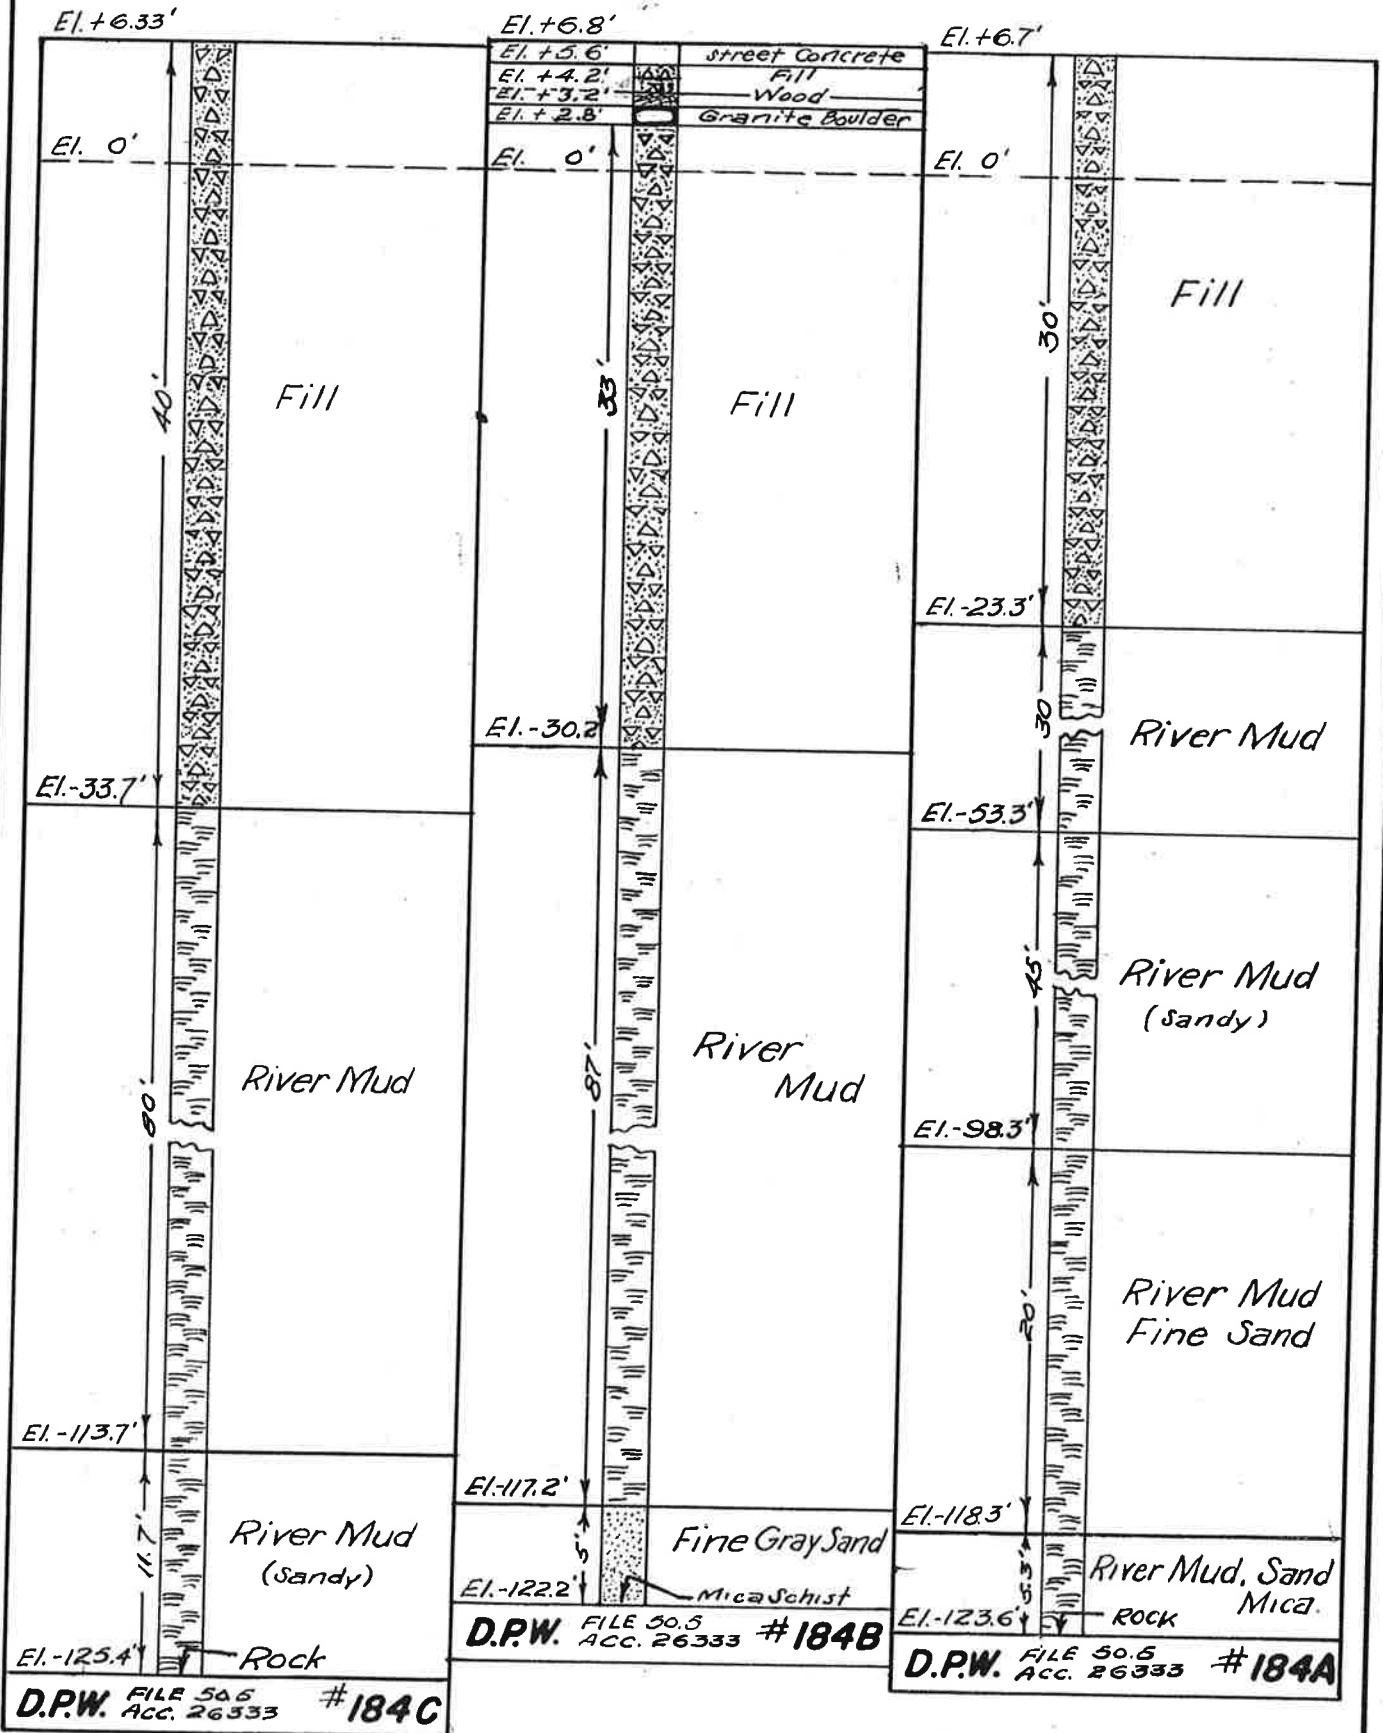 El. +6.33'
El. 0'
40'
Fill
El.-33.7'
80'
River Mud
El.-113.7'
11.7'
River Mud
(Sandy)
El.-125.4'
Rock
D.P.W. FILE 50.5
ACC. 26333
#184C
El. +6.8'
El. +5.6' Street Concrete
El. +4.2' Fill
El. +3.2' Wood
El. +2.8' Granite Boulder
El. 0'
33'
Fill
El.-30.2'
87'
River
Mud
El.-117.2'
5'
Fine Gray Sand
El.-122.2'
Mica Schist
D.P.W. FILE 50.5
ACC. 26333
#184B
El. +6.7'
El. 0'
30'
Fill
El.-23.3'
30'
River Mud
El.-53.3'
45'
River Mud
(Sandy)
El.-98.3'
20'
River Mud
Fine Sand
El.-118.3'
5.3'
River Mud, Sand
Mica.
El.-123.6'
ROCK
D.P.W. FILE 50.5
ACC. 26333
#184A